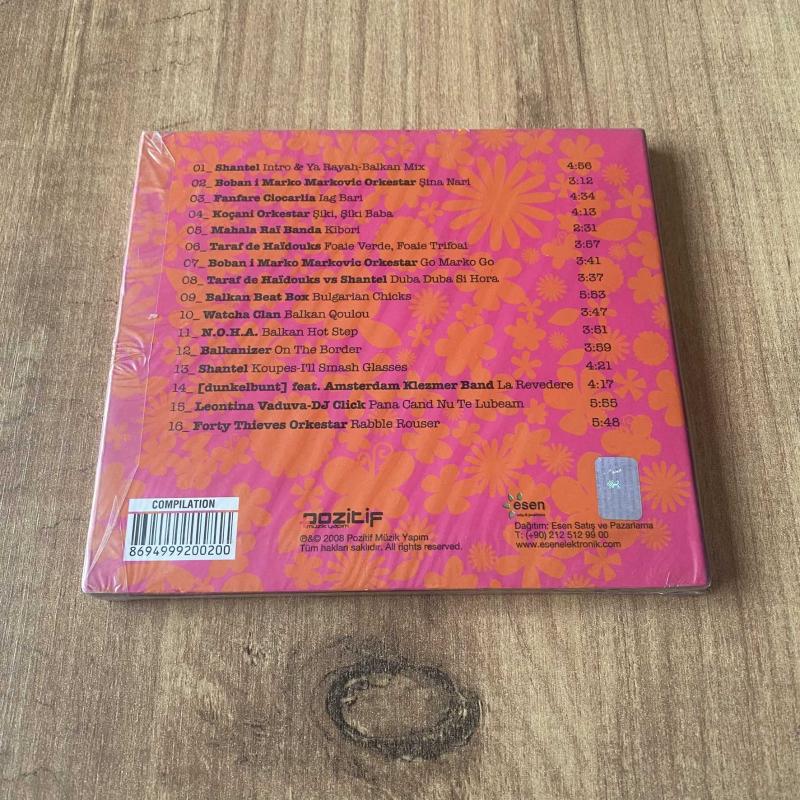 01_ Shantel Intro & Ya Rayah-Balkan Mix 4:56
02_ Boban i Marko Markovic Orkestar Şina Nari 3:12
03_ Fanfare Ciocarlia Iag Bari 4:34
04_ Koçani Orkestar Şiki, Şiki Baba 4:13
05_ Mahala Raï Banda Kibori 2:31
06_ Taraf de Haïdouks Foaie Verde, Foaie Trifoai 3:57
07_ Boban i Marko Markovic Orkestar Go Marko Go 3:41
08_ Taraf de Haïdouks vs Shantel Duba Duba Si Hora 3:37
09_ Balkan Beat Box Bulgarian Chicks 5:53
10_ Watcha Clan Balkan Qoulou 3:47
11_ N.O.H.A. Balkan Hot Step 3:51
12_ Balkanizer On The Border 3:59
13_ Shantel Koupes-I'll Smash Glasses 4:21
14_ [dunkelbunt] feat. Amsterdam Klezmer Band La Revedere 4:17
15_ Leontina Vaduva-DJ Click Pana Cand Nu Te Lubeam 5:55
16_ Forty Thieves Orkestar Rabble Rouser 5:48
COMPILATION
8694999200200
pozitif
müzik yapım
℗&© 2008 Pozitif Müzik Yapım
Tüm hakları saklıdır, All rights reserved.
esen
Dağıtım: Esen Satış ve Pazarlama
T: (+90) 212 512 99 00
www.esenelektronik.com